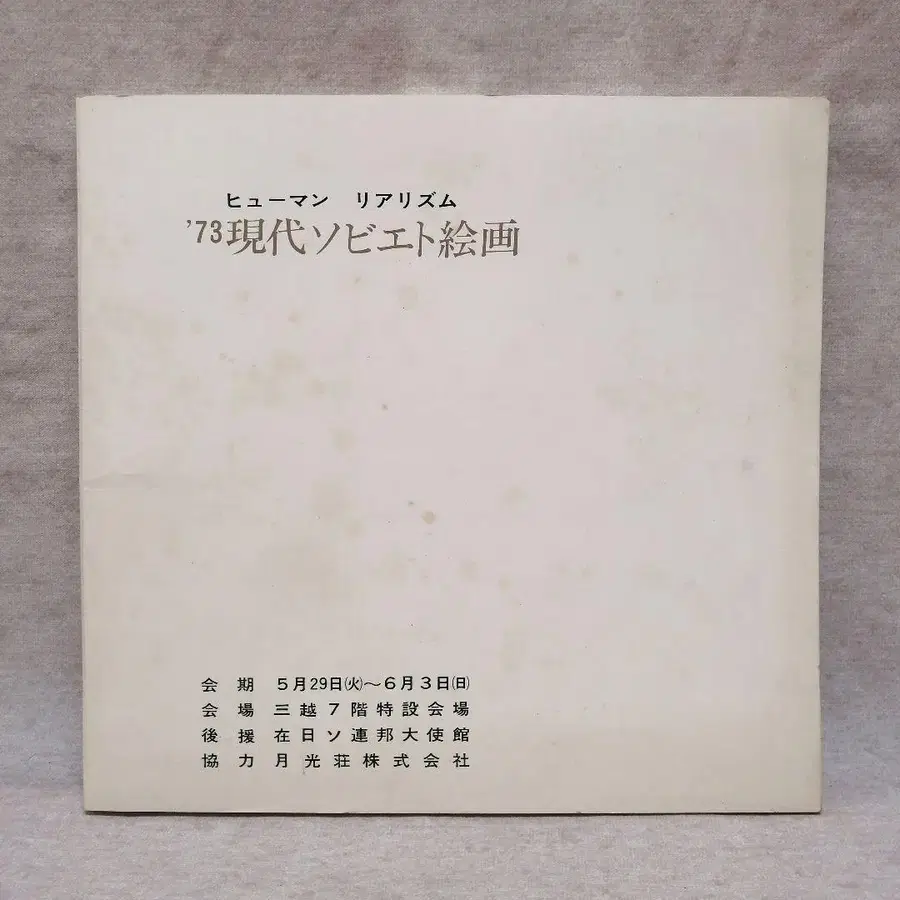 ヒューマン リアリズム
'73現代ソビエト絵画
会期 5月29日(火)〜6月3日(日)
会場 三越7階特設会場
後援 在日ソ連邦大使館
協力 月光荘株式会社